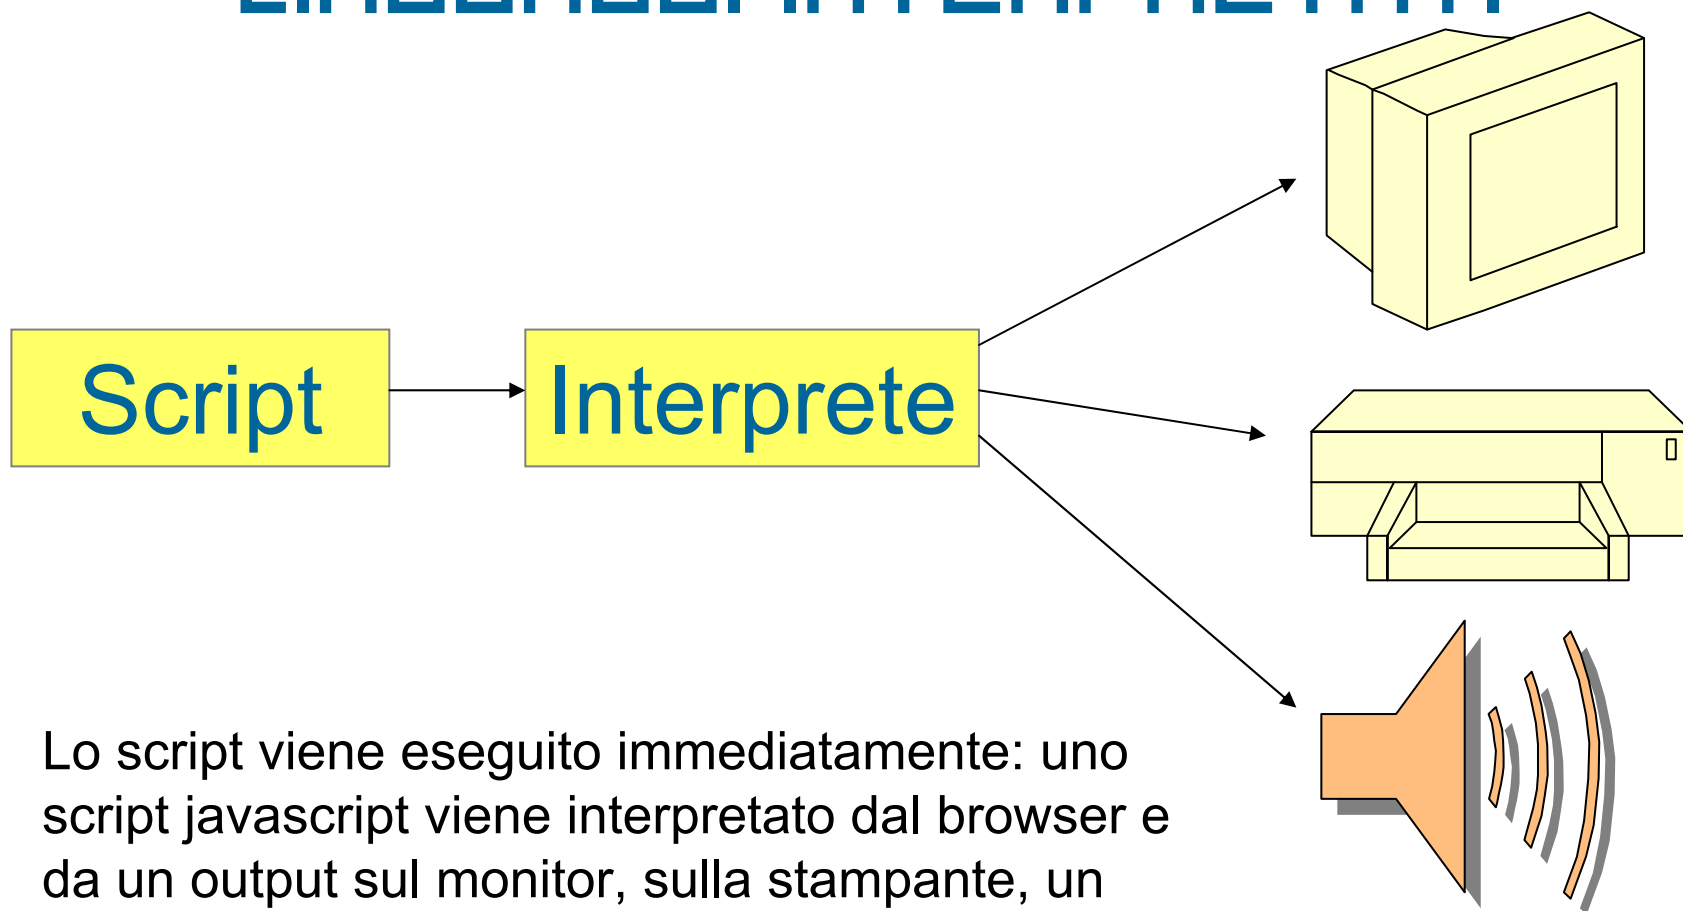 Script
Interprete
Lo script viene eseguito immediatamente: uno
script javascript viene interpretato dal browser e
da un output sul monitor, sulla stampante, un